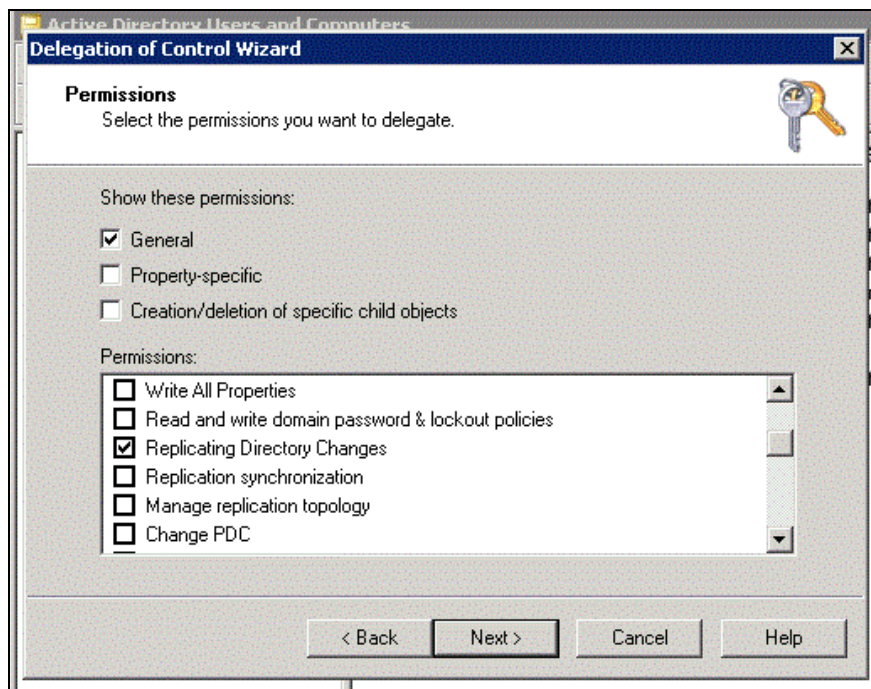 Active Directory Users and Computers
Delegation of Control Wizard
Permissions
Select the permissions you want to delegate.
Show these permissions:
General
Property-specific
Creation/deletion of specific child objects
Permissions:
Write All Properties
Read and write domain password & lockout policies
Replicating Directory Changes
Replication synchronization
Manage replication topology
Change PDC
< Back
Next >
Cancel
Help